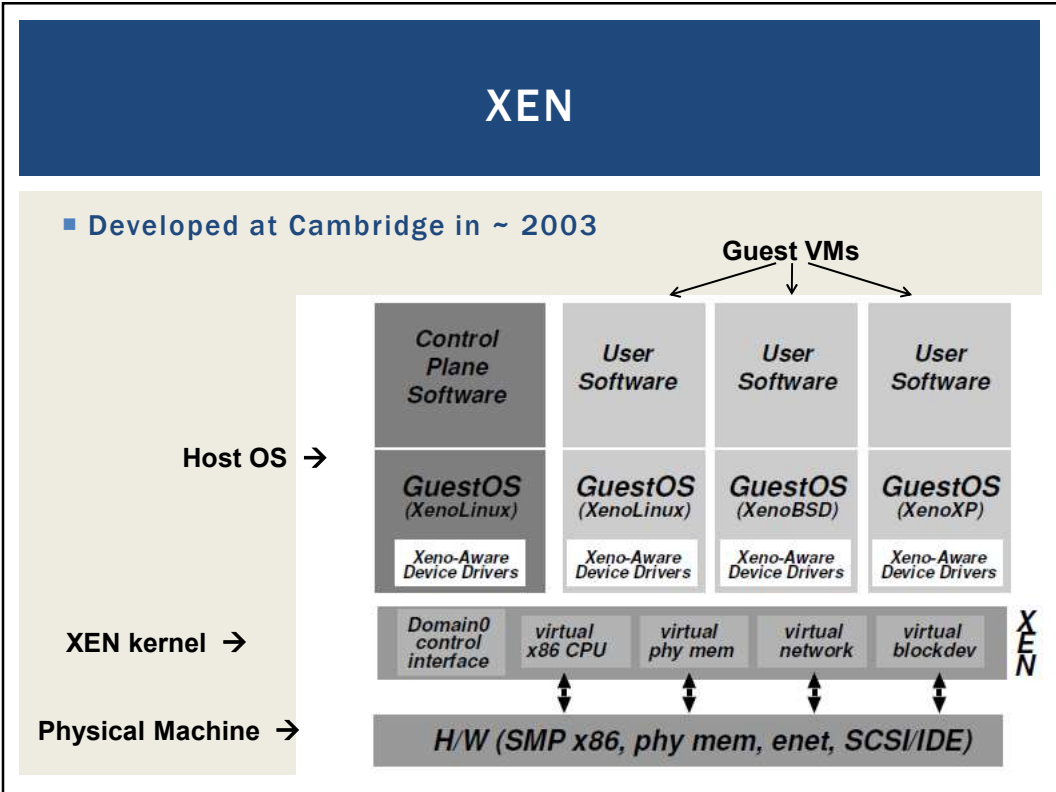 XEN
■ Developed at Cambridge in ~ 2003
Guest VMs
Control
Plane
Software
User
Software
User
Software
User
Software
Host OS →
GuestOS
(XenoLinux)
Xeno-Aware
Device Drivers
GuestOS
(XenoLinux)
Xeno-Aware
Device Drivers
GuestOS
(XenoBSD)
Xeno-Aware
Device Drivers
GuestOS
(XenoXP)
Xeno-Aware
Device Drivers
XEN kernel →
Domain0
control
interface
virtual
x86 CPU
virtual
phy mem
virtual
network
virtual
blockdev
XEN
Physical Machine →
H/W (SMP x86, phy mem, enet, SCSI/IDE)